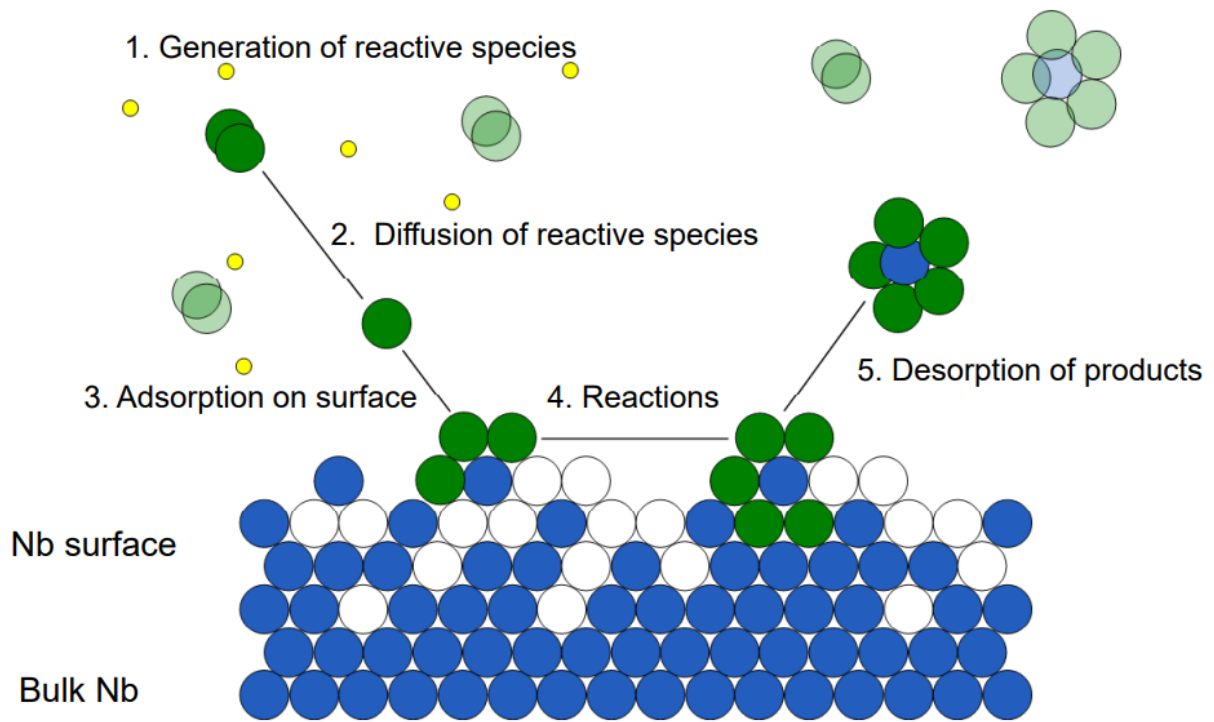 1. Generation of reactive species
2.  Diffusion of reactive species
3. Adsorption on surface
4. Reactions
5. Desorption of products
Nb surface
Bulk Nb